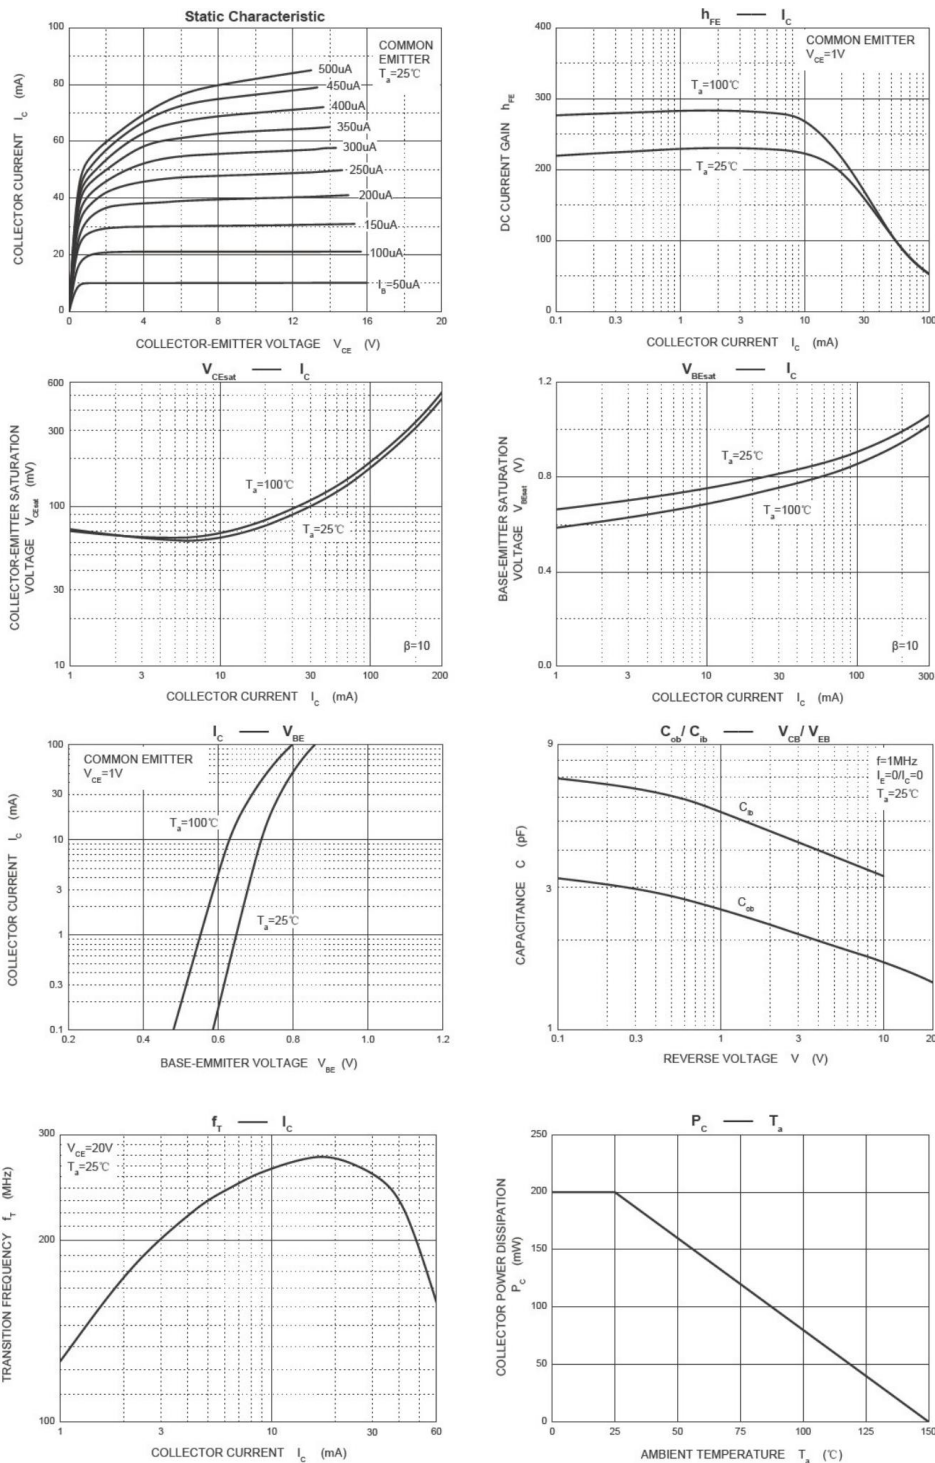 Static Characteristic
COMMON
EMITTER
Ta=25℃
500uA
450uA
400uA
350uA
300uA
250uA
200uA
150uA
100uA
IB=50uA
100
80
60
40
20
0
0 4 8 12 16 20
COLLECTOR CURRENT IC (mA)
COLLECTOR-EMITTER VOLTAGE VCE (V)
hFE —— IC
COMMON EMITTER
VCE=1V
Ta=100℃
Ta=25℃
400
300
200
100
0
0.1 0.3 1 3 10 30 100
DC CURRENT GAIN hFE
COLLECTOR CURRENT IC (mA)
VCEsat —— IC
600
300
100
30
10
Ta=100℃
Ta=25℃
β=10
1 3 10 30 100 200
COLLECTOR-EMITTER SATURATION
VOLTAGE VCEsat (mV)
COLLECTOR CURRENT IC (mA)
VBEsat —— IC
1.2
0.8
0.4
0.0
Ta=25℃
Ta=100℃
β=10
1 3 10 30 100 300
BASE-EMITTER SATURATION
VOLTAGE VBEsat (V)
COLLECTOR CURRENT IC (mA)
IC —— VBE
COMMON EMITTER
VCE=1V
Ta=100℃
Ta=25℃
100
30
10
3
1
0.3
0.1
0.2 0.4 0.6 0.8 1.0 1.2
COLLECTOR CURRENT IC (mA)
BASE-EMMITER VOLTAGE VBE (V)
Cob/ Cib —— VCB/ VEB
f=1MHz
IE=0/IC=0
Ta=25℃
Cib
Cob
9
3
1
0.1 0.3 1 3 10 20
CAPACITANCE C (pF)
REVERSE VOLTAGE V (V)
fT —— IC
VCE=20V
Ta=25℃
300
200
100
1 3 10 30 60
TRANSITION FREQUENCY fT (MHz)
COLLECTOR CURRENT IC (mA)
PC —— Ta
250
200
150
100
50
0
0 25 50 75 100 125 150
COLLECTOR POWER DISSIPATION
PC (mW)
AMBIENT TEMPERATURE Ta (℃)